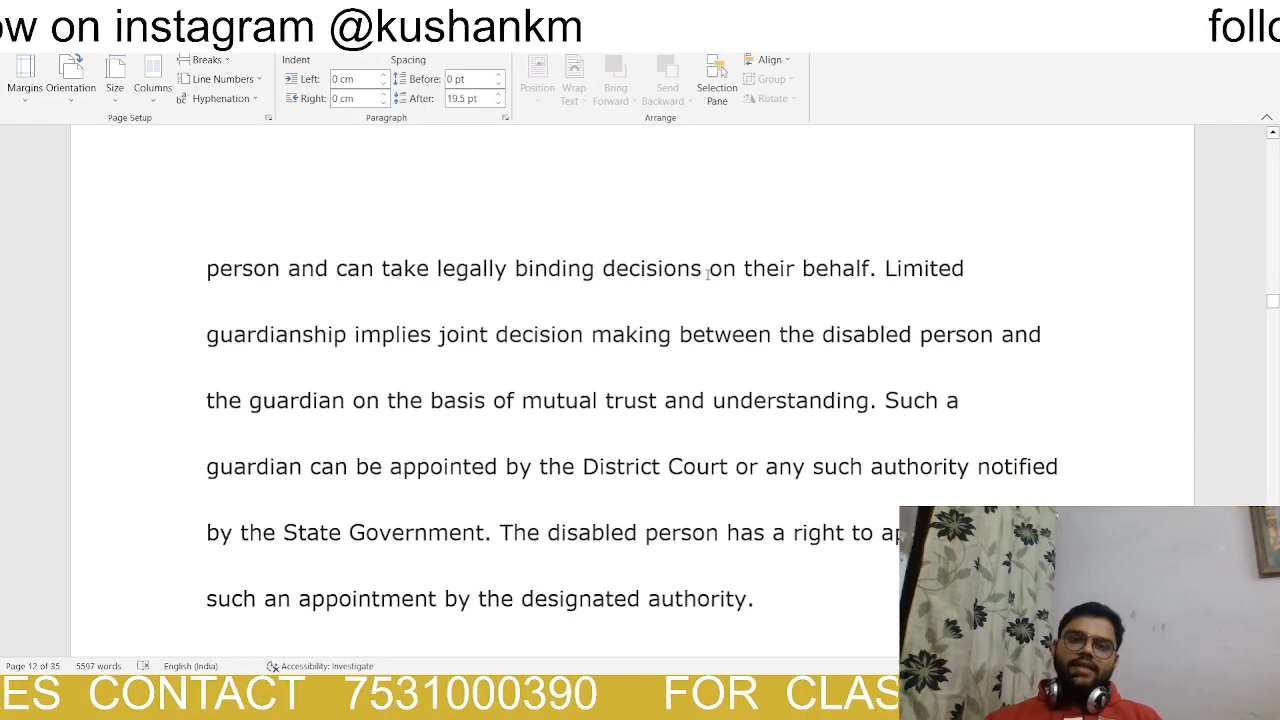 ow on instagram @kushankm
follo
Breaks
Indent
Spacing
Align
Margins
Orientation
Size
Columns
Line Numbers
Hyphenation
Left: 0 cm
Right: 0 cm
Before: 0 pt
After: 19.5 pt
Position
Wrap Text
Bring Forward
Send Backward
Selection Pane
Group
Rotate
Page Setup
Paragraph
Arrange
person and can take legally binding decisions on their behalf. Limited
guardianship implies joint decision making between the disabled person and
the guardian on the basis of mutual trust and understanding. Such a
guardian can be appointed by the District Court or any such authority notified
by the State Government. The disabled person has a right to ap
such an appointment by the designated authority.
Page 12 of 35
5597 words
English (India)
Accessibility: Investigate
ES CONTACT 7531000390 FOR CLAS